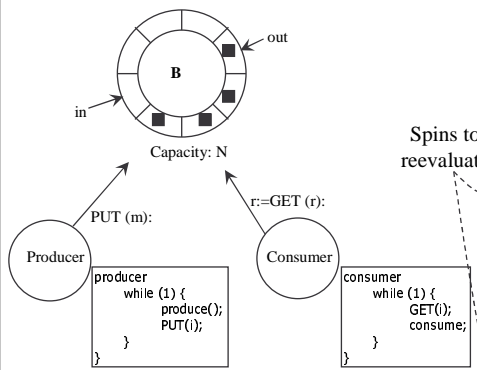 out
B
in
Capacity: N
Spins to
reevaluat
PUT (m):
r:=GET (r):
Producer
Consumer
producer
while (1) {
produce();
PUT(i);
}
}
consumer
while (1) {
GET(i);
consume;
}
}